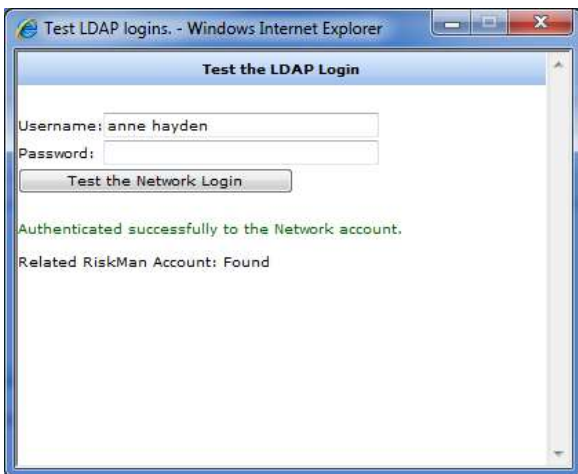 Test LDAP logins. - Windows Internet Explorer
Test the LDAP Login
Username: anne hayden
Password:
Test the Network Login
Authenticated successfully to the Network account.
Related RiskMan Account: Found